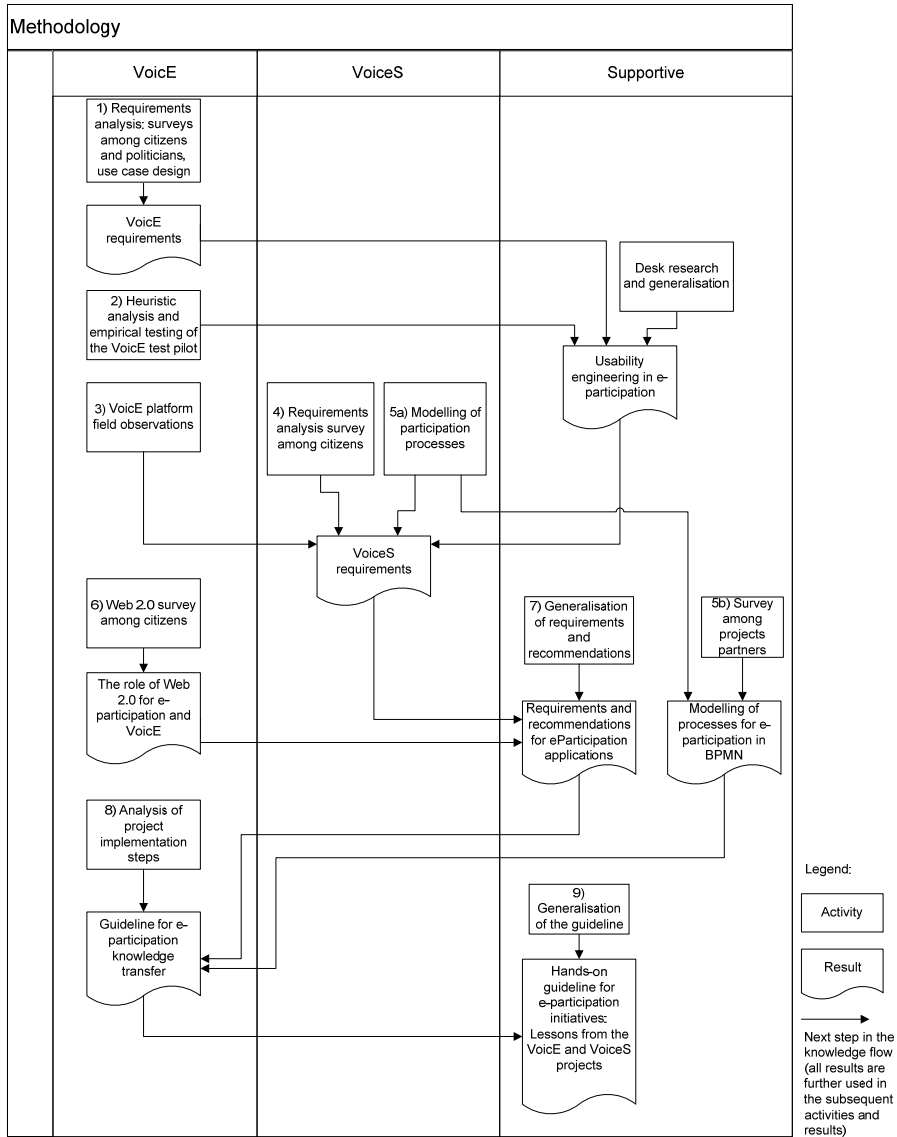 Methodology
VoicE
VoiceS
Supportive
1) Requirements
analysis: surveys
among citizens
and politicians,
use case design
VoicE
requirements
Desk research
and generalisation
2) Heuristic
analysis and
empirical testing of
the VoicE test pilot
Usability
engineering in e-
participation
3) VoicE platform
field observations
4) Requirements
analysis survey
among citizens
5a) Modelling of
participation
processes
VoiceS
requirements
6) Web 2.0 survey
among citizens
7) Generalisation
of requirements
and
recommendations
5b) Survey
among
projects
partners
The role of Web
2.0 for e-
participation and
VoicE
Requirements and
recommendations
for eParticipation
applications
Modelling of
processes for e-
participation in
BPMN
8) Analysis of
project
implementation
steps
Guideline for e-
participation
knowledge
transfer
9)
Generalisation
of the guideline
Hands-on
guideline for
e-participation
initiatives:
Lessons from the
VoicE and VoiceS
projects
Legend:
Activity
Result
Next step in the
knowledge flow
(all results are
further used in
the subsequent
activities and
results)